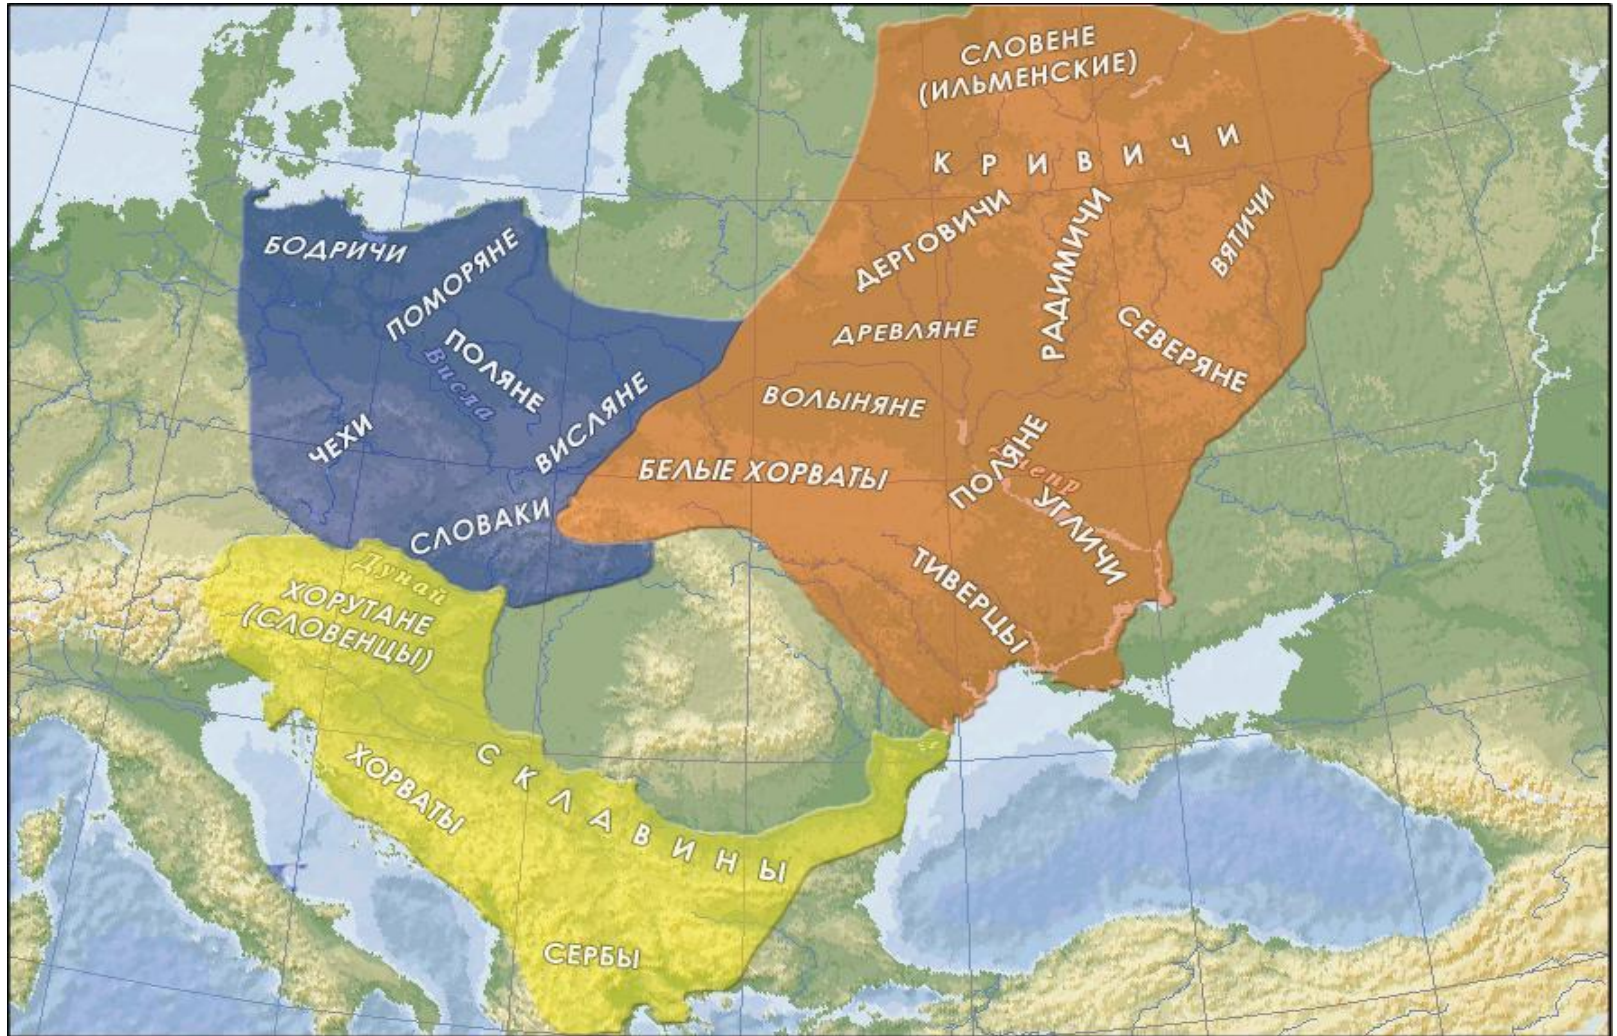 СЛОВЕНЕ
(ИЛЬМЕНСКИЕ)
КРИВИЧИ
ДЕРГОВИЧИ
РАДИМИЧИ
ВЯТИЧИ
БОДРИЧИ
ПОМОРЯНЕ
ПОЛЯНЕ
Висла
ДРЕВЛЯНЕ
СЕВЕРЯНЕ
ВИСЛЯНЕ
ВОЛЫНЯНЕ
ЧЕХИ
БЕЛЫЕ ХОРВАТЫ
ПОЛЯНЕ
Днепр
СЛОВАКИ
УГЛИЧИ
Дунай
ТИВЕРЦЫ
ХОРУТАНЕ
(СЛОВЕНЦЫ)
СКЛАВИНЫ
ХОРВАТЫ
СЕРБЫ